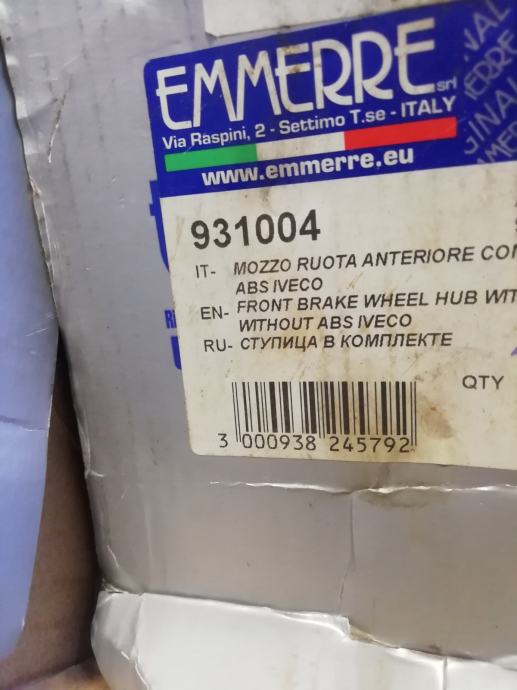 EMMERRE srl
Via Raspini, 2 - Settimo T.se - ITALY
www.emmerre.eu
931004
IT- MOZZO RUOTA ANTERIORE CON
ABS IVECO
EN- FRONT BRAKE WHEEL HUB WIT
WITHOUT ABS IVECO
RU- СТУПИЦА В КОМПЛЕКТЕ
QTY
3 000938 245792